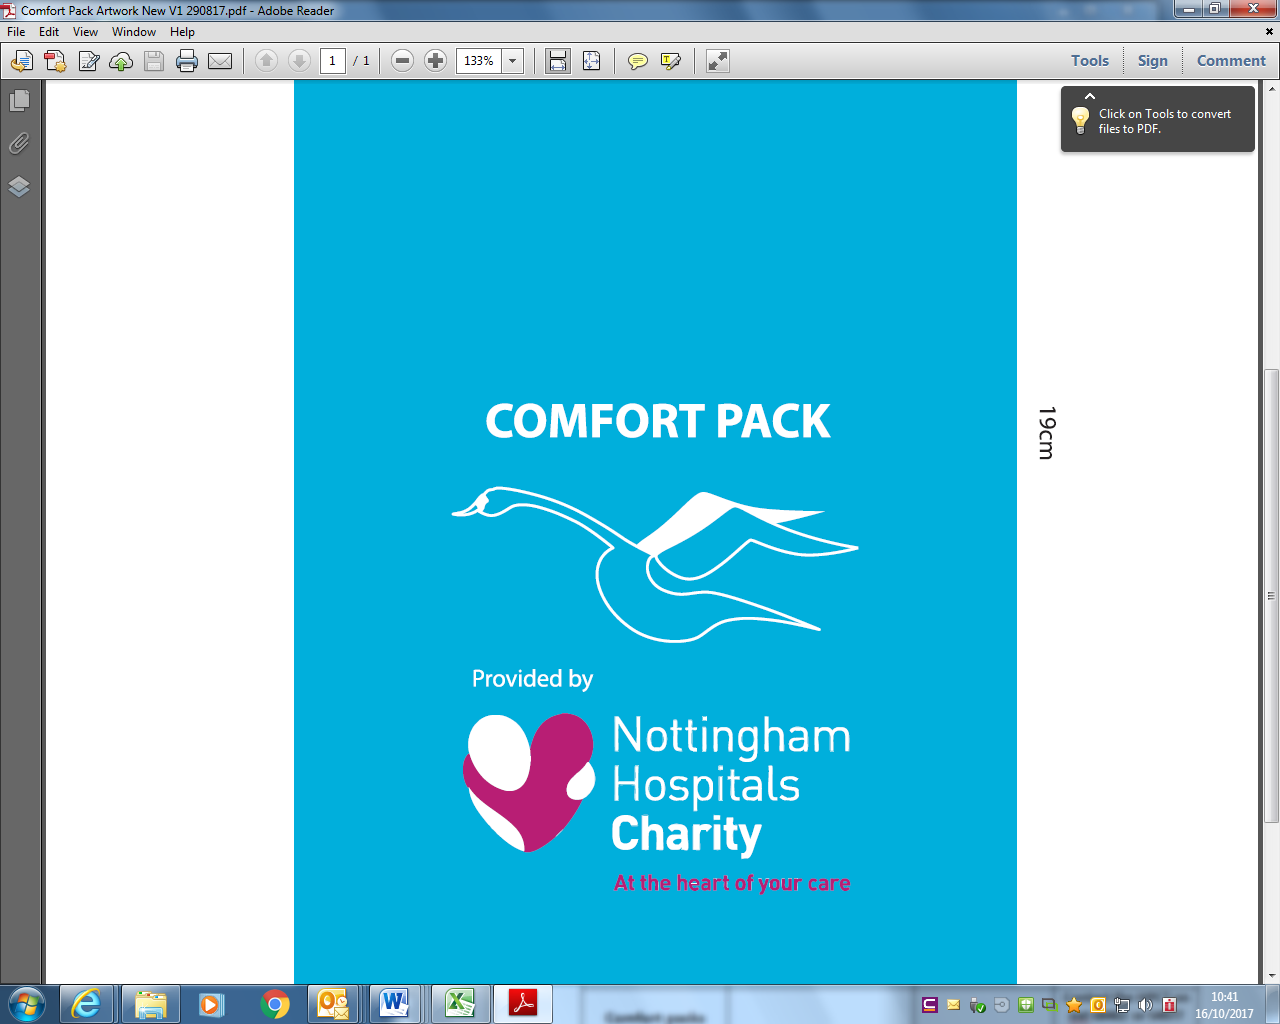 Comfort Pack Artwork New V1 290817.pdf - Adobe Reader
File Edit View Window Help
1 / 1 133% Tools Sign Comment
Click on Tools to convert
files to PDF.
COMFORT PACK
19cm
Provided by
Nottingham
Hospitals
Charity
At the heart of your care
Comfort packs
10:41
16/10/2017